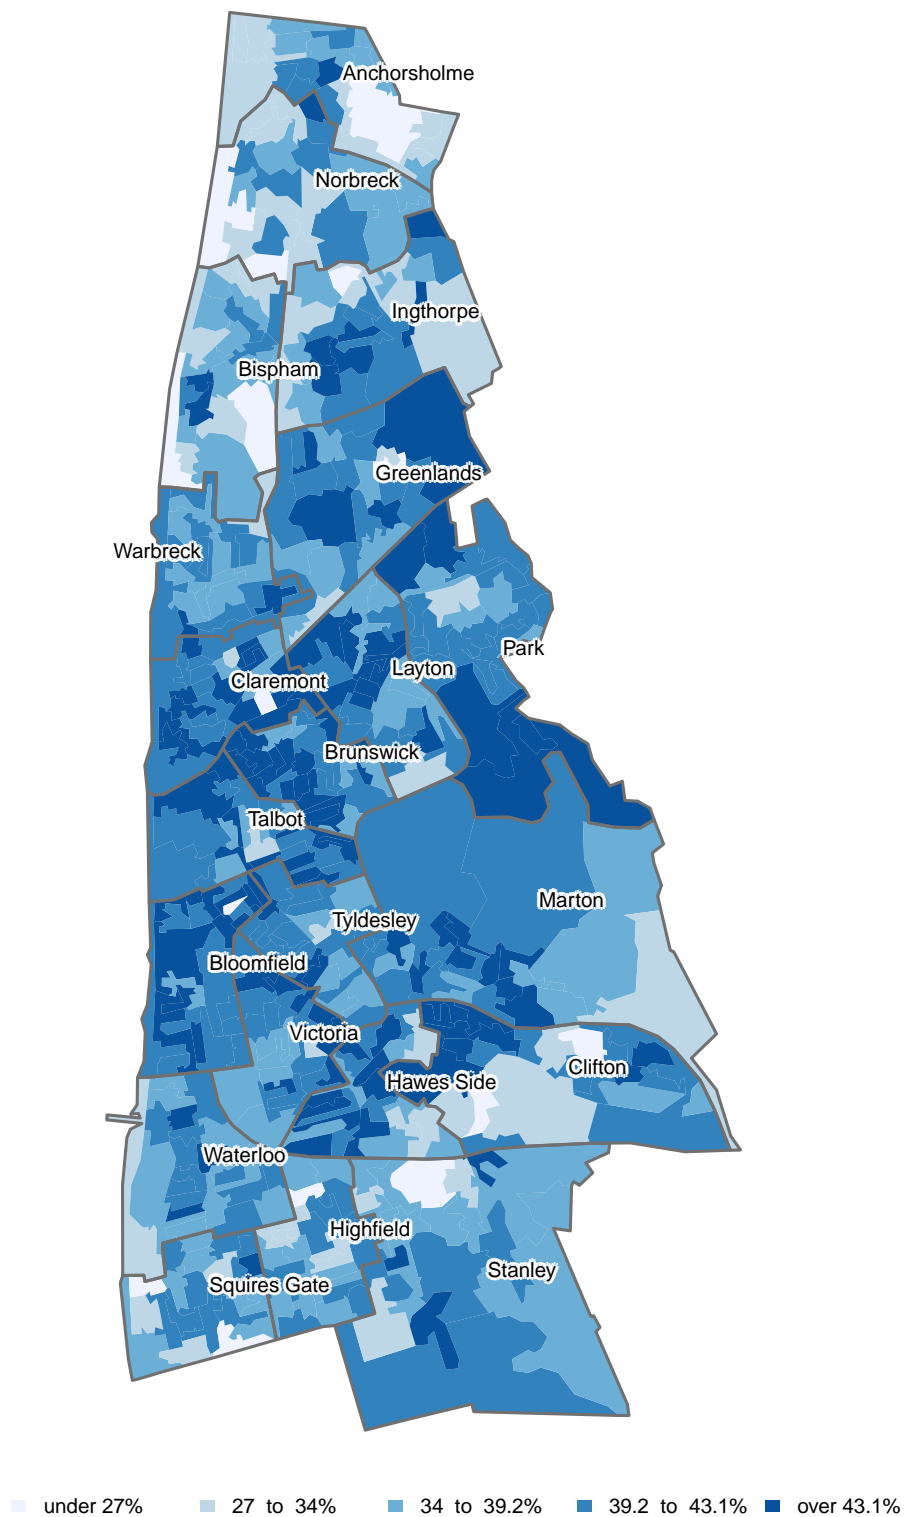 Anchorsholme
Norbreck
Ingthorpe
Bispham
Greenlands
Warbreck
Park
Layton
Claremont
Brunswick
Talbot
Marton
Tyldesley
Bloomfield
Victoria
Clifton
Hawes Side
Waterloo
Highfield
Stanley
Squires Gate
under 27%
27 to 34%
34 to 39.2%
39.2 to 43.1%
over 43.1%